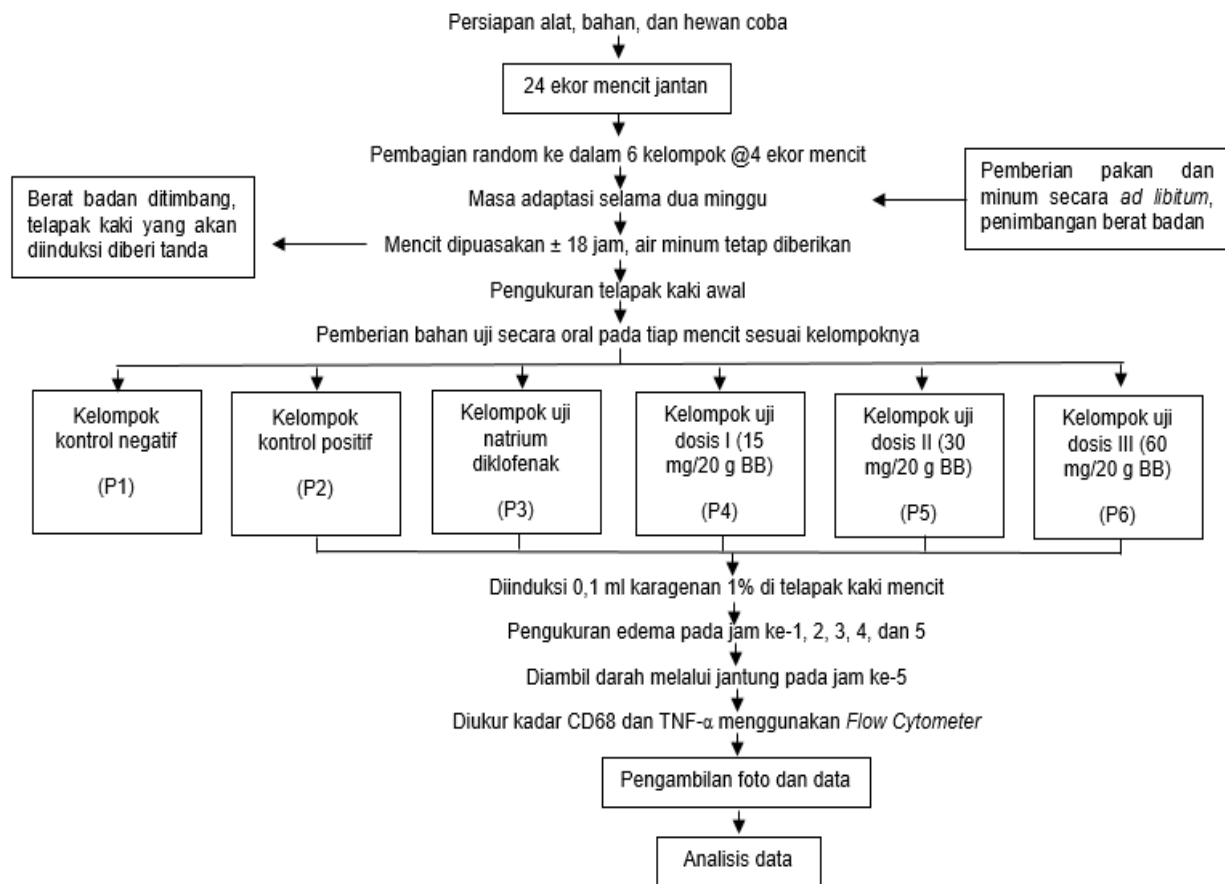 Persiapan alat, bahan, dan hewan coba
24 ekor mencit jantan
Pembagian random ke dalam 6 kelompok @4 ekor mencit
Pemberian pakan dan
minum secara ad libitum,
penimbangan berat badan
Masa adaptasi selama dua minggu
Berat badan ditimbang,
telapak kaki yang akan
diinduksi diberi tanda
Mencit dipuasakan ± 18 jam, air minum tetap diberikan
Pengukuran telapak kaki awal
Pemberian bahan uji secara oral pada tiap mencit sesuai kelompoknya
Kelompok
kontrol negatif
(P1)
Kelompok
kontrol positif
(P2)
Kelompok uji
natrium
diklofenak
(P3)
Kelompok uji
dosis I (15
mg/20 g BB)
(P4)
Kelompok uji
dosis II (30
mg/20 g BB)
(P5)
Kelompok uji
dosis III (60
mg/20 g BB)
(P6)
Diinduksi 0,1 ml karagenan 1% di telapak kaki mencit
Pengukuran edema pada jam ke-1, 2, 3, 4, dan 5
Diambil darah melalui jantung pada jam ke-5
Diukur kadar CD68 dan TNF-α menggunakan Flow Cytometer
Pengambilan foto dan data
Analisis data